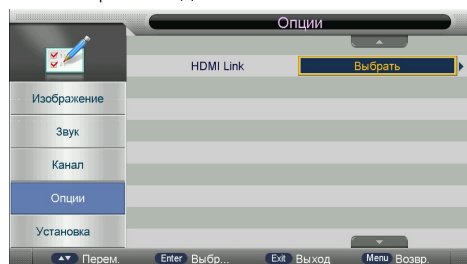 Опции
HDMI Link Выбрать
Изображение
Звук
Канал
Опции
Установка
Перем. Enter Выбр... Exit Выход Menu Возвр.